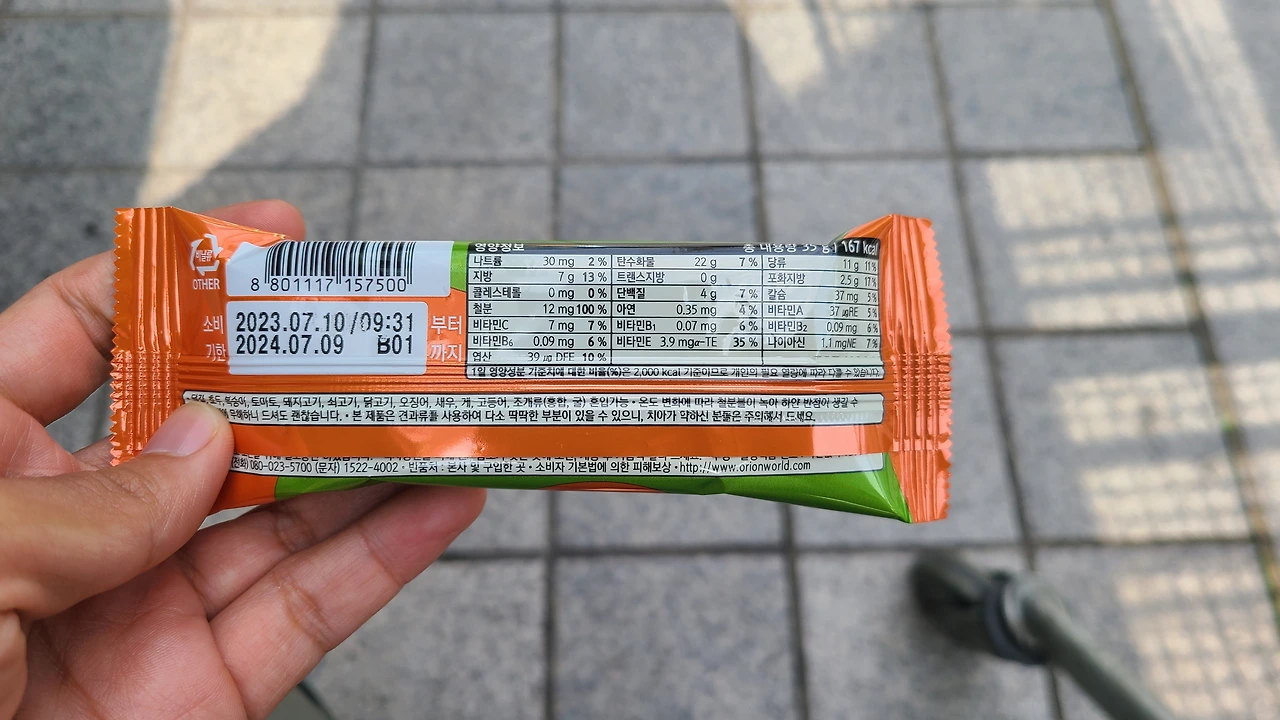 비닐류
OTHER
8 801117 157500
소비
기한
2023.07.10/09:31
2024.07.09 B01
부터
까지
영양정보 총 내용량 35 g | 167 kcal
나트륨 30 mg 2 % 탄수화물 22 g 7 % 당류 11 g 11 %
지방 7 g 13 % 트랜스지방 0 g 포화지방 2.5 g 17 %
콜레스테롤 0 mg 0 % 단백질 4 g 7 % 칼슘 37 mg 5 %
철분 12 mg 100 % 아연 0.35 mg 4 % 비타민A 37 ㎍RE 5 %
비타민C 7 mg 7 % 비타민B₁ 0.07 mg 6 % 비타민B₂ 0.09 mg 6 %
비타민B₆ 0.09 mg 6 % 비타민E 3.9 mgα-TE 35 % 나이아신 1.1 mgNE 7 %
엽산 39 ㎍ DFE 10 %
1일 영양성분 기준치에 대한 비율(%)은 2,000 kcal 기준이므로 개인의 필요 열량에 따라 다를 수 있습니다.
호두, 복숭아, 토마토, 돼지고기, 쇠고기, 닭고기, 오징어, 새우, 게, 고등어, 조개류(홍합, 굴) 혼입가능 • 온도 변화에 따라 철분분이 녹아 하얀 반점이 생길 수
무해하니 드셔도 괜찮습니다. • 본 제품은 견과류를 사용하여 다소 딱딱한 부분이 있을 수 있으니, 치아가 약하신 분들은 주의해서 드세요.
080-023-5700 (문자) 1522-4002 • 반품처 : 본사 및 구입한 곳 • 소비자 기본법에 의한 피해보상 • http://www.orionworld.com